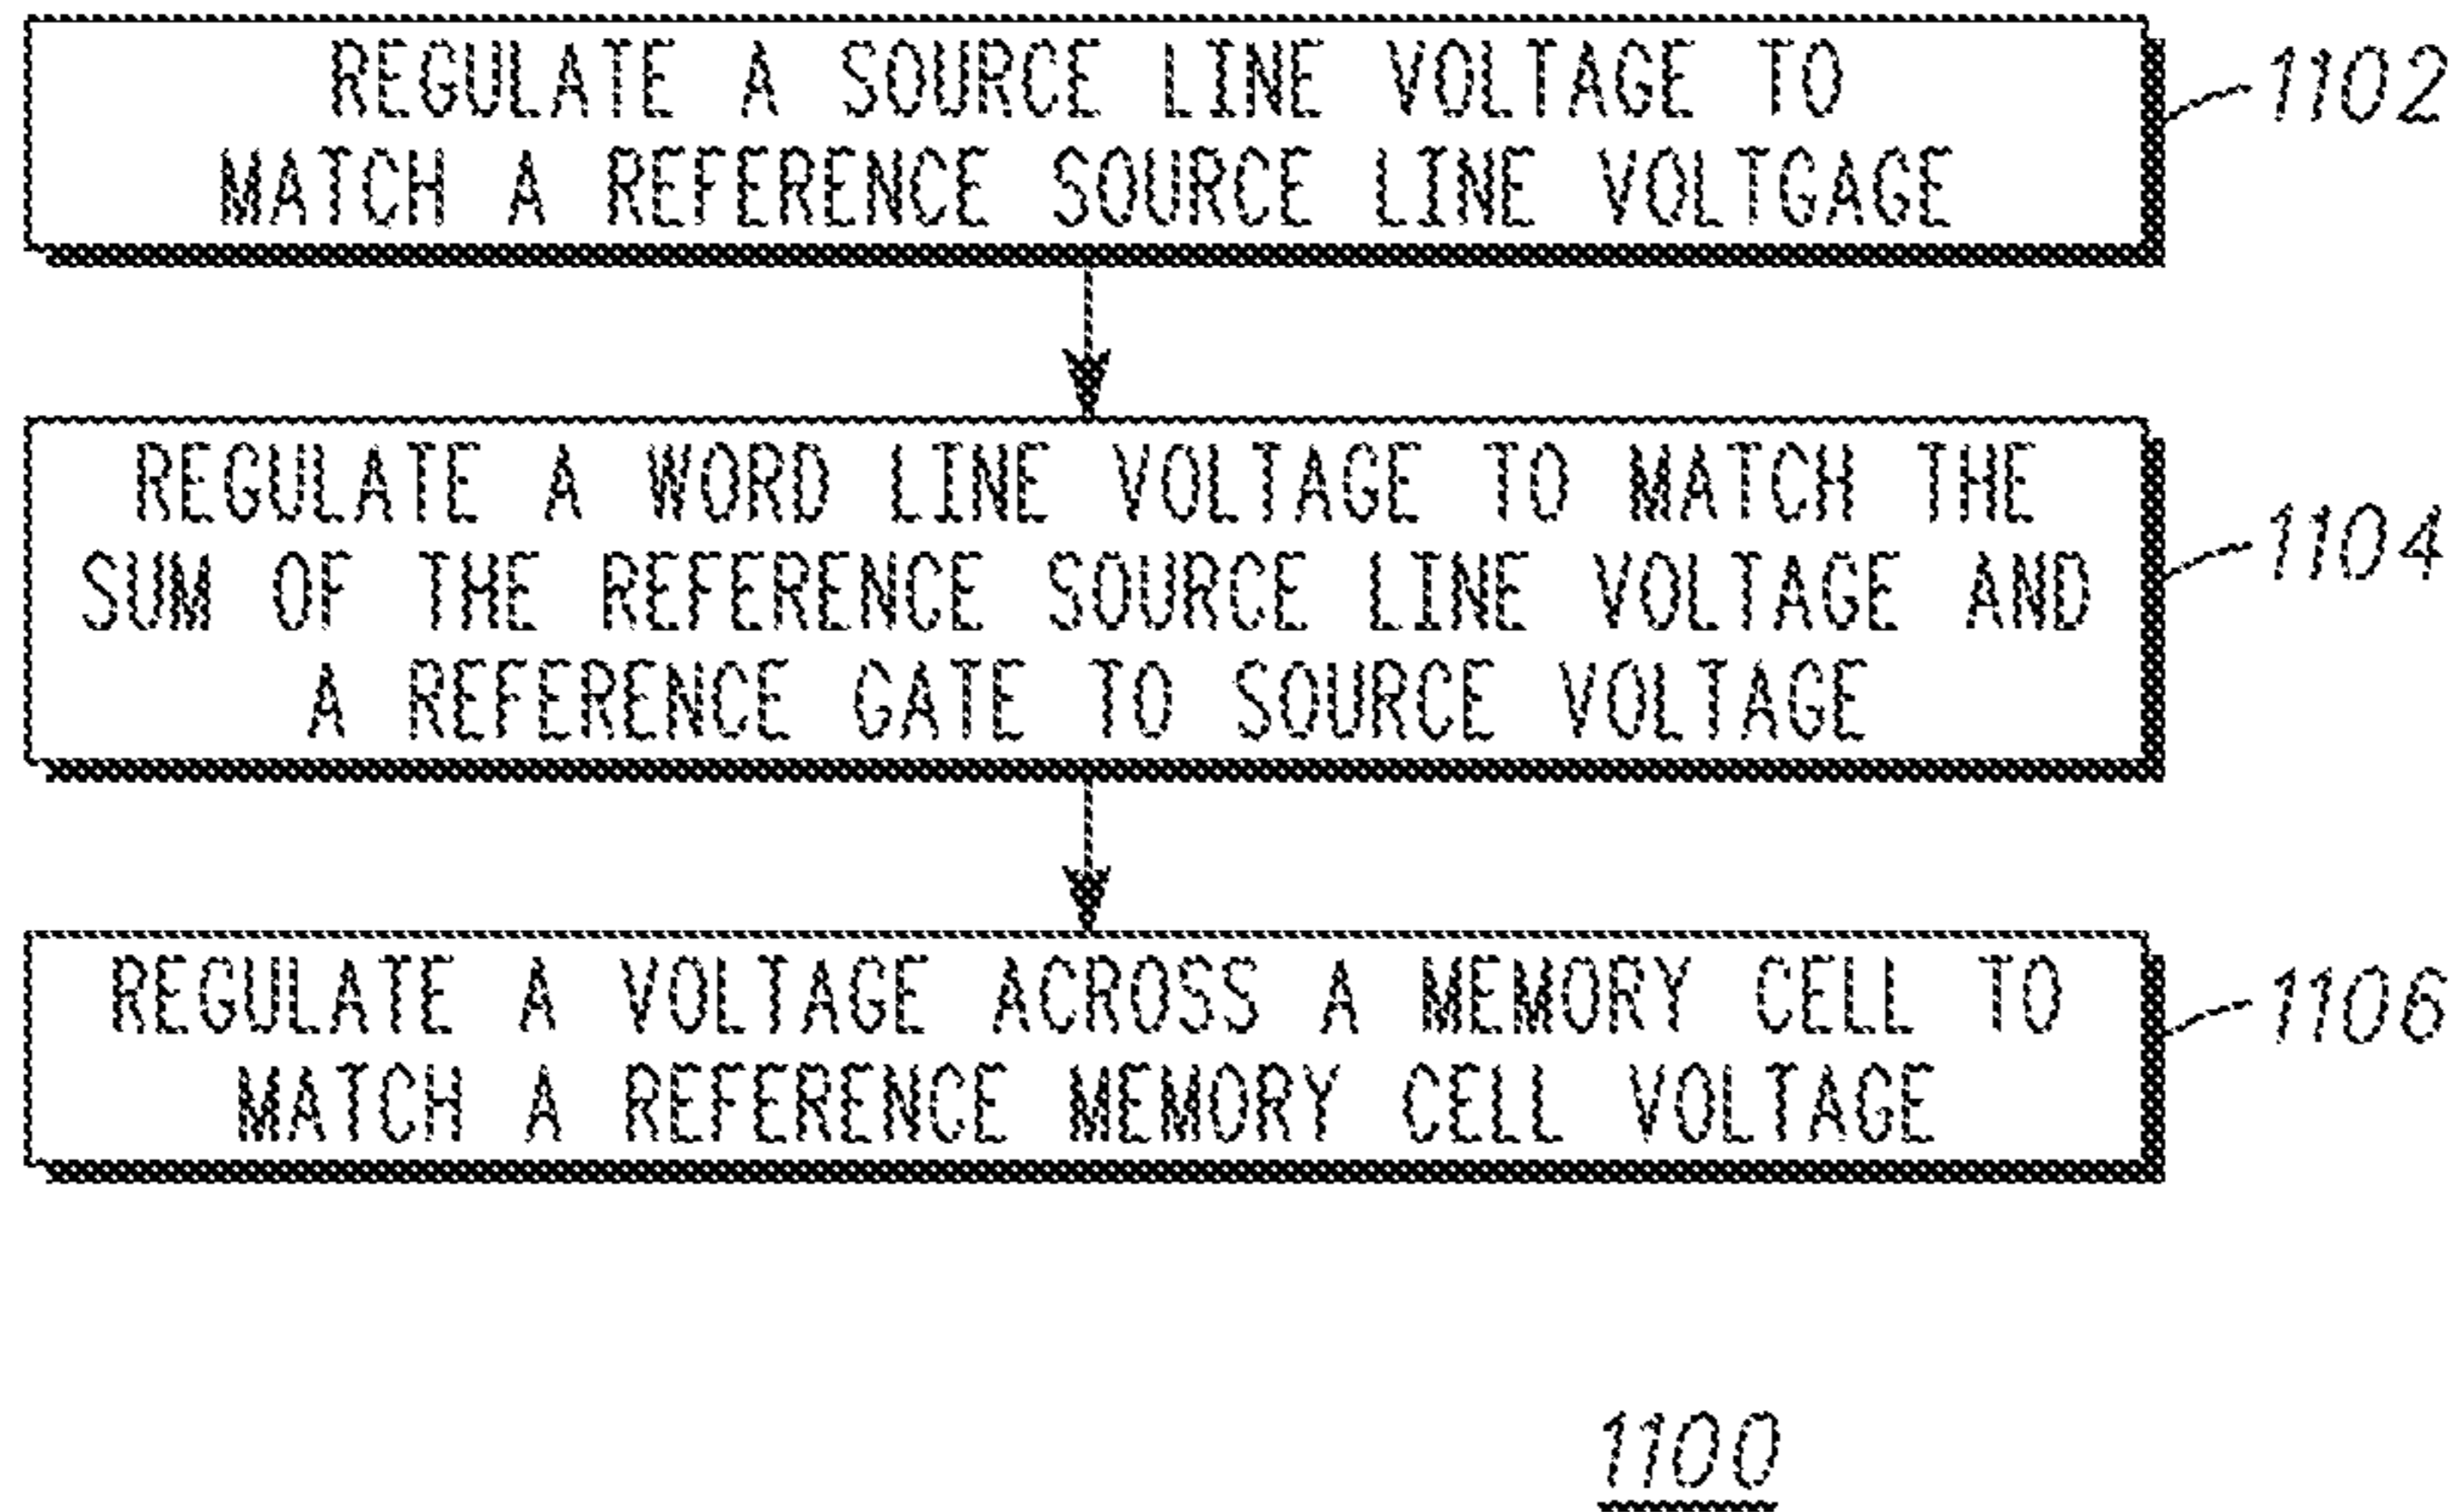 REGULATE A SOURCE LINE VOLTAGE TO
MATCH A REFERENCE SOURCE LINE VOLTGAGE
1102
REGULATE A WORD LINE VOLTAGE TO MATCH THE
SUM OF THE REFERENCE SOURCE LINE VOLTAGE AND
A REFERENCE GATE TO SOURCE VOLTAGE
1104
REGULATE A VOLTAGE ACROSS A MEMORY CELL TO
MATCH A REFERENCE MEMORY CELL VOLTAGE
1106
1100